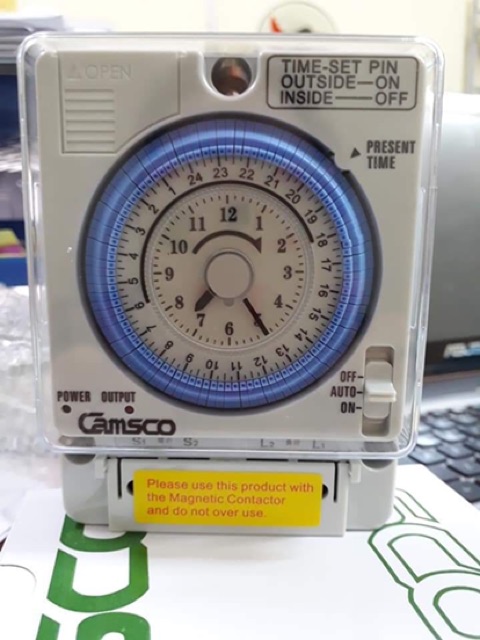 △OPEN
TIME-SET PIN
OUTSIDE—ON
INSIDE——OFF
◀ PRESENT
TIME
1 24 23 22 21 20 19 18 17 16 15 14 13 12 11 10 9 8 7 6 5 4 3 2
12 1 2 3 4 6 7 8 9 10 11
OFF-
AUTO-
ON-
POWER OUTPUT
Camsco
S1 S2 L2 L1
Please use this product with
the Magnetic Contactor
and do not over use.